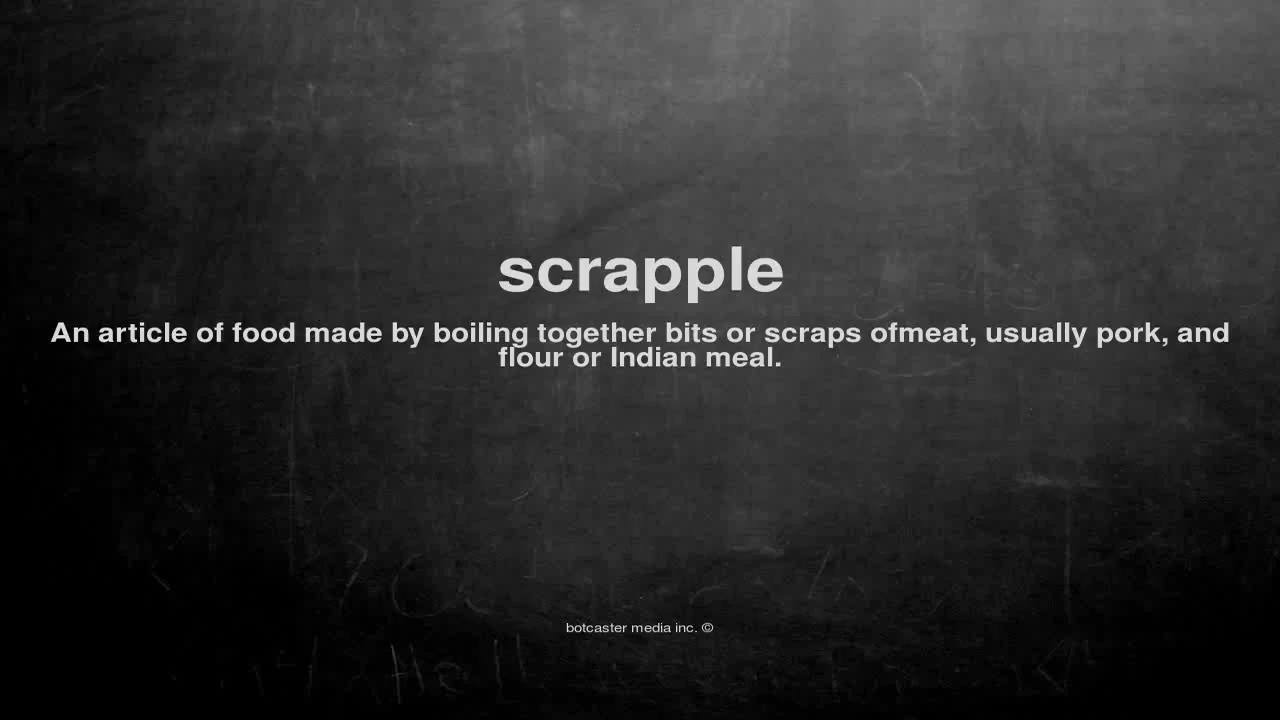 scrapple
An article of food made by boiling together bits or scraps ofmeat, usually pork, and
flour or Indian meal.
botcaster media inc. ©